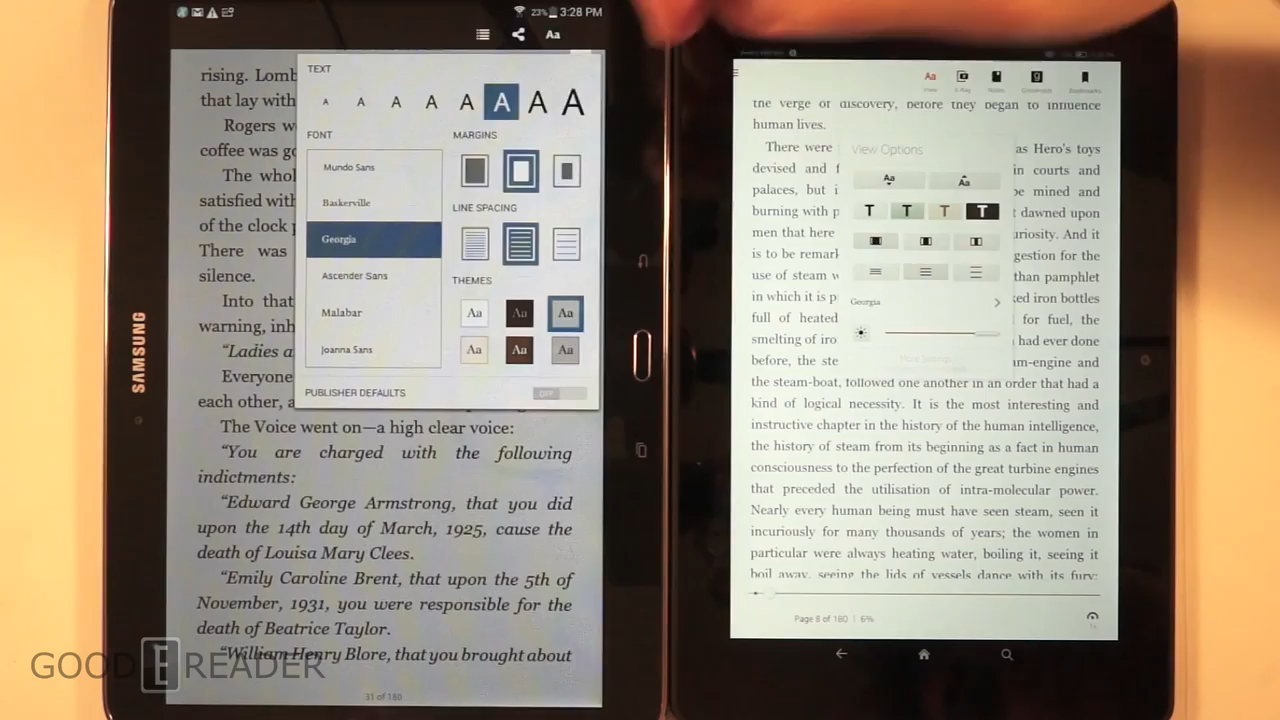 23% 3:28 PM
Aa
rising. Lomb
that lay with
Rogers w
coffee was go
The whol
satisfied with
of the clock p
There was
silence.
Into that
warning, inh
"Ladies a
Everyone
each other, a
The Voice went on—a high clear voice:
"You are charged with the following
indictments:
"Edward George Armstrong, that you did
upon the 14th day of March, 1925, cause the
death of Louisa Mary Clees.
"Emily Caroline Brent, that upon the 5th of
November, 1931, you were responsible for the
death of Beatrice Taylor.
"William Henry Blore, that you brought about
31 of 180
TEXT
A A A A A A A A
FONT
Mundo Sans
Baskerville
Georgia
Ascender Sans
Malabar
Joanna Sans
MARGINS
LINE SPACING
THEMES
Aa Aa Aa
Aa Aa Aa
PUBLISHER DEFAULTS OFF
SAMSUNG
GOOD E READER
Aa
View X-Ray Notes Goodreads Bookmarks
the verge of discovery, before they began to influence
human lives.
There were as Hero's toys
devised and f in courts and
palaces, but i be mined and
burning with p t dawned upon
men that here uriosity. And it
is to be remark gestion for the
use of steam w than pamphlet
in which it is p ked iron bottles
full of heated for fuel, the
smelting of iro had ever done
before, the ste am-engine and
the steam-boat, followed one another in an order that had a
kind of logical necessity. It is the most interesting and
instructive chapter in the history of the human intelligence,
the history of steam from its beginning as a fact in human
consciousness to the perfection of the great turbine engines
that preceded the utilisation of intra-molecular power.
Nearly every human being must have seen steam, seen it
incuriously for many thousands of years; the women in
particular were always heating water, boiling it, seeing it
boil away, seeing the lids of vessels dance with its fury;
View Options
Aa Aa
T T T T
Georgia
More Settings
Page 8 of 180 | 6%